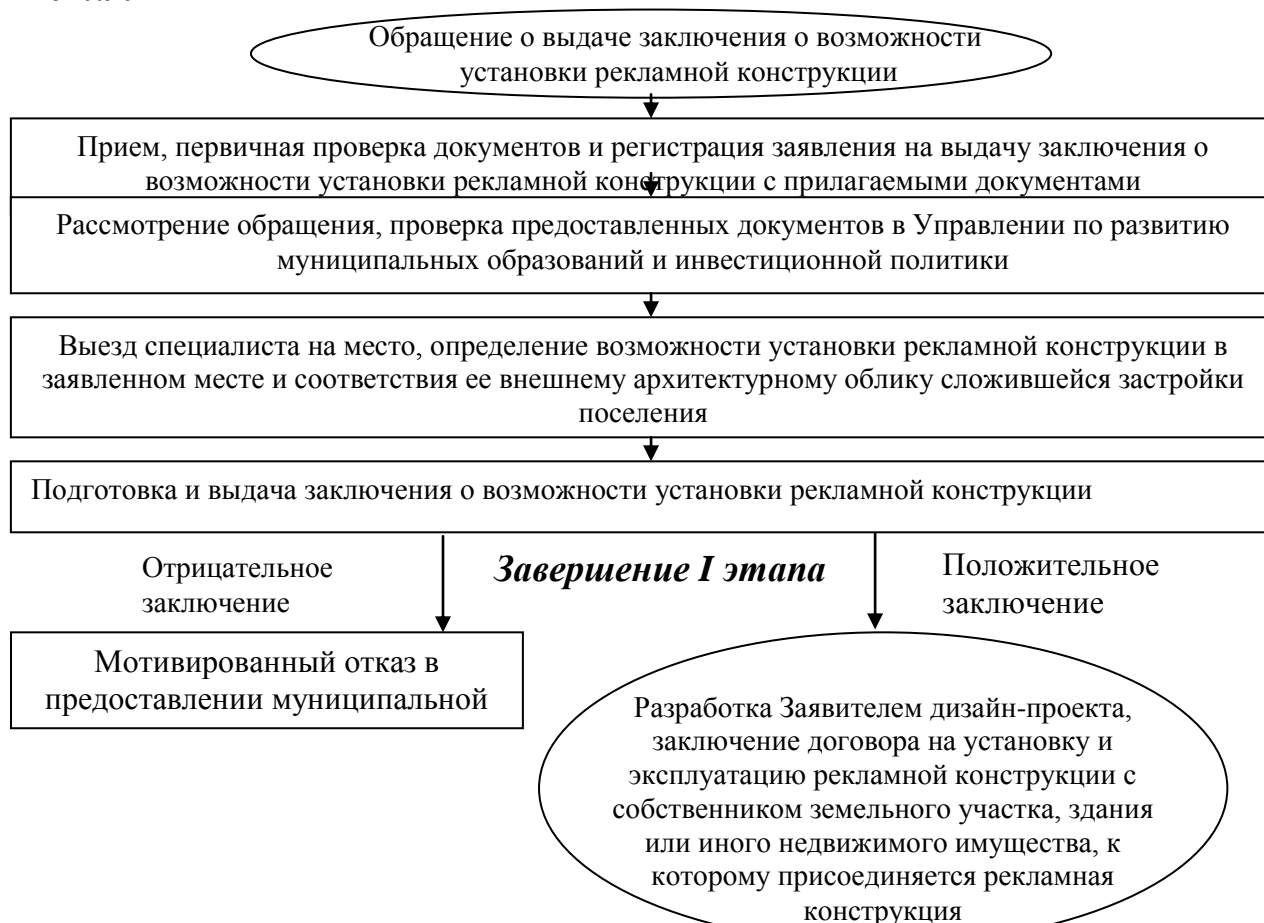 Обращение о выдаче заключения о возможности
установки рекламной конструкции
Прием, первичная проверка документов и регистрация заявления на выдачу заключения о
возможности установки рекламной конструкции с прилагаемыми документами
Рассмотрение обращения, проверка предоставленных документов в Управлении по развитию
муниципальных образований и инвестиционной политики
Выезд специалиста на место, определение возможности установки рекламной конструкции в
заявленном месте и соответствия ее внешнему архитектурному облику сложившейся застройки
поселения
Подготовка и выдача заключения о возможности установки рекламной конструкции
Отрицательное
заключение
Завершение I этапа
Положительное
заключение
Мотивированный отказ в
предоставлении муниципальной
Разработка Заявителем дизайн-проекта,
заключение договора на установку и
эксплуатацию рекламной конструкции с
собственником земельного участка, здания
или иного недвижимого имущества, к
которому присоединяется рекламная
конструкция